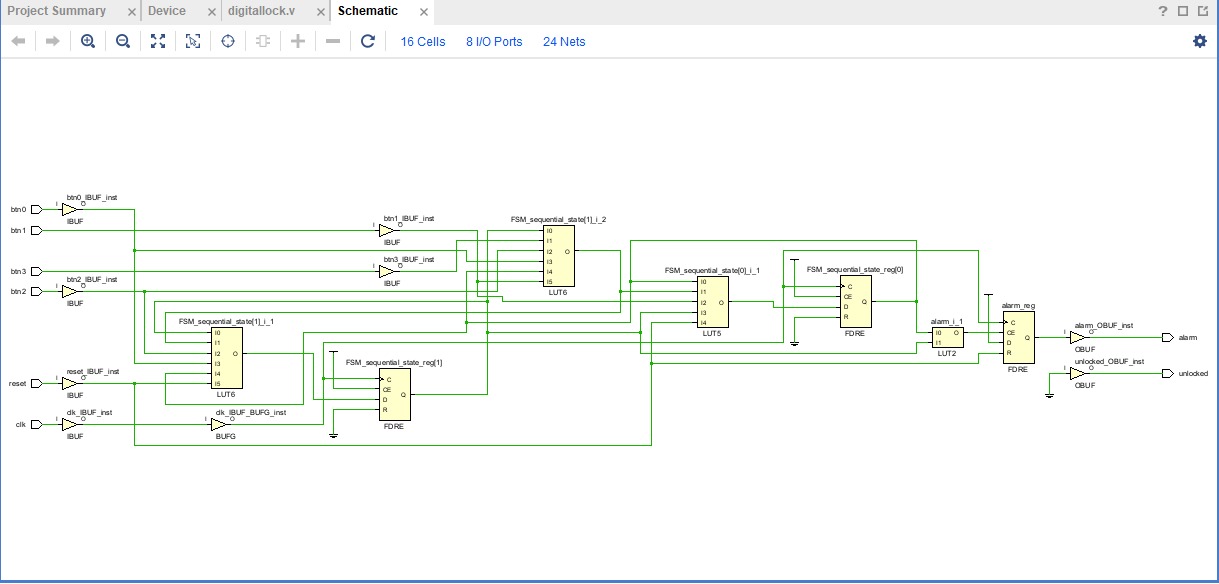 Project Summary
Device
digitallock.v
Schematic
16 Cells
8 I/O Ports
24 Nets
btn0
I
btn0_IBUF_inst
O
IBUF
btn1
I
btn1_IBUF_inst
O
IBUF
btn3
I
btn3_IBUF_inst
O
IBUF
btn2
I
btn2_IBUF_inst
O
IBUF
FSM_sequential_state[1]_i_2
I0
I1
I2
I3
I4
I5
O
LUT6
FSM_sequential_state[0]_i_1
I0
I1
I2
I3
I4
O
LUT5
FSM_sequential_state_reg[0]
C
CE
D
R
Q
FDRE
alarm_i_1
I0
I1
O
LUT2
alarm_reg
C
CE
D
R
Q
FDRE
I
alarm_OBUF_inst
O
OBUF
alarm
I
unlocked_OBUF_inst
O
OBUF
unlocked
FSM_sequential_state[1]_i_1
I0
I1
I2
I3
I4
I5
O
LUT6
FSM_sequential_state_reg[1]
C
CE
D
R
Q
FDRE
reset
I
reset_IBUF_inst
O
IBUF
clk
I
clk_IBUF_inst
O
IBUF
I
clk_IBUF_BUFG_inst
O
BUFG